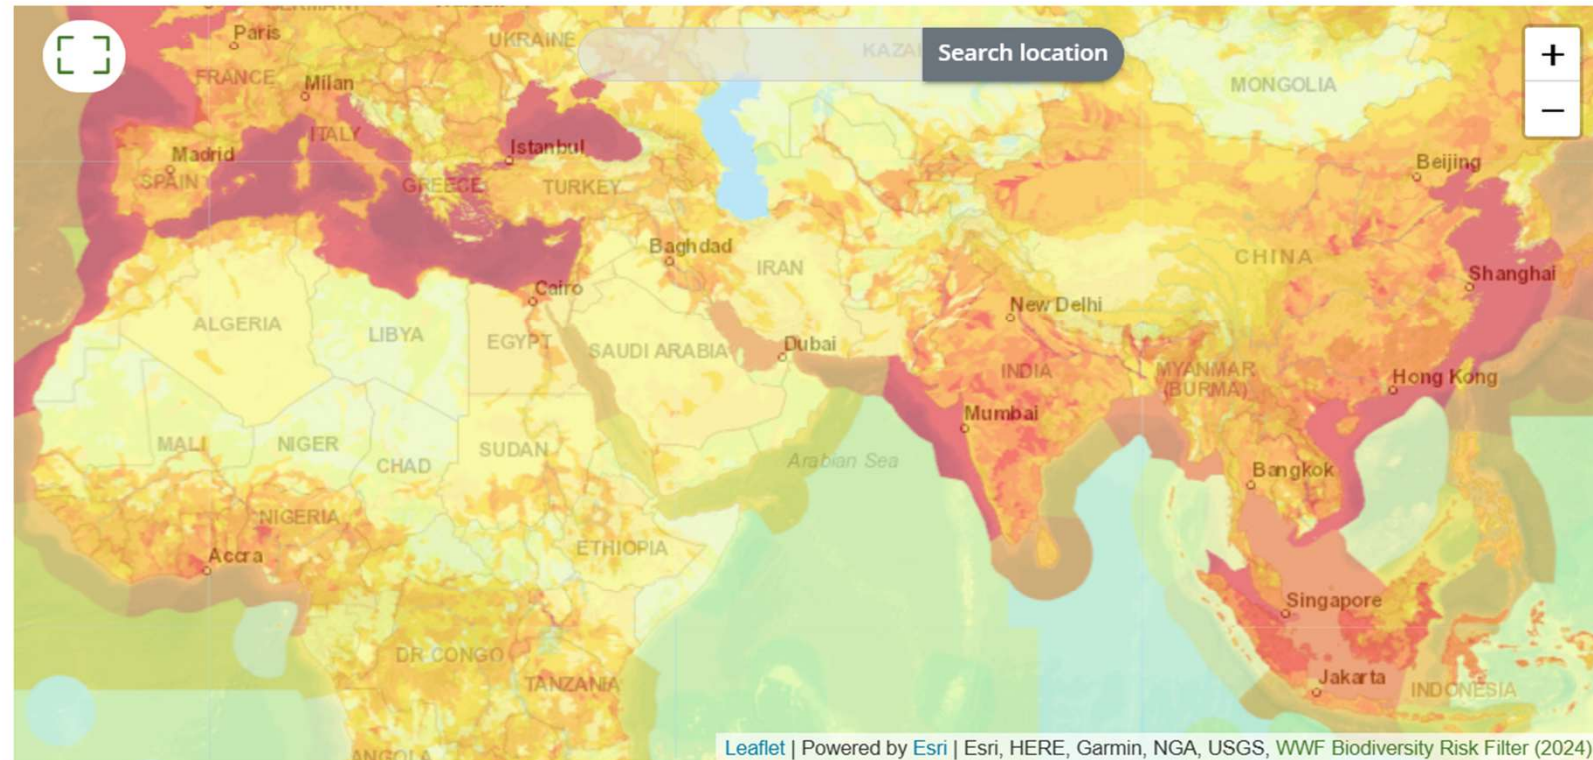 GERMANY
Paris
UKRAINE
Search location
+
FRANCE
Milan
MONGOLIA
−
ITALY
Istanbul
Madrid
SPAIN
GREECE
TURKEY
Beijing
Baghdad
IRAN
CHINA
Cairo
Shanghai
New Delhi
ALGERIA
LIBYA
EGYPT
SAUDI ARABIA
Dubai
INDIA
MYANMAR
(BURMA)
Hong Kong
Mumbai
MALI
NIGER
CHAD
SUDAN
Arabian Sea
Bangkok
NIGERIA
Accra
ETHIOPIA
Singapore
DR CONGO
TANZANIA
Jakarta
INDONESIA
ANGOLA
Leaflet | Powered by Esri | Esri, HERE, Garmin, NGA, USGS, WWF Biodiversity Risk Filter (2024)